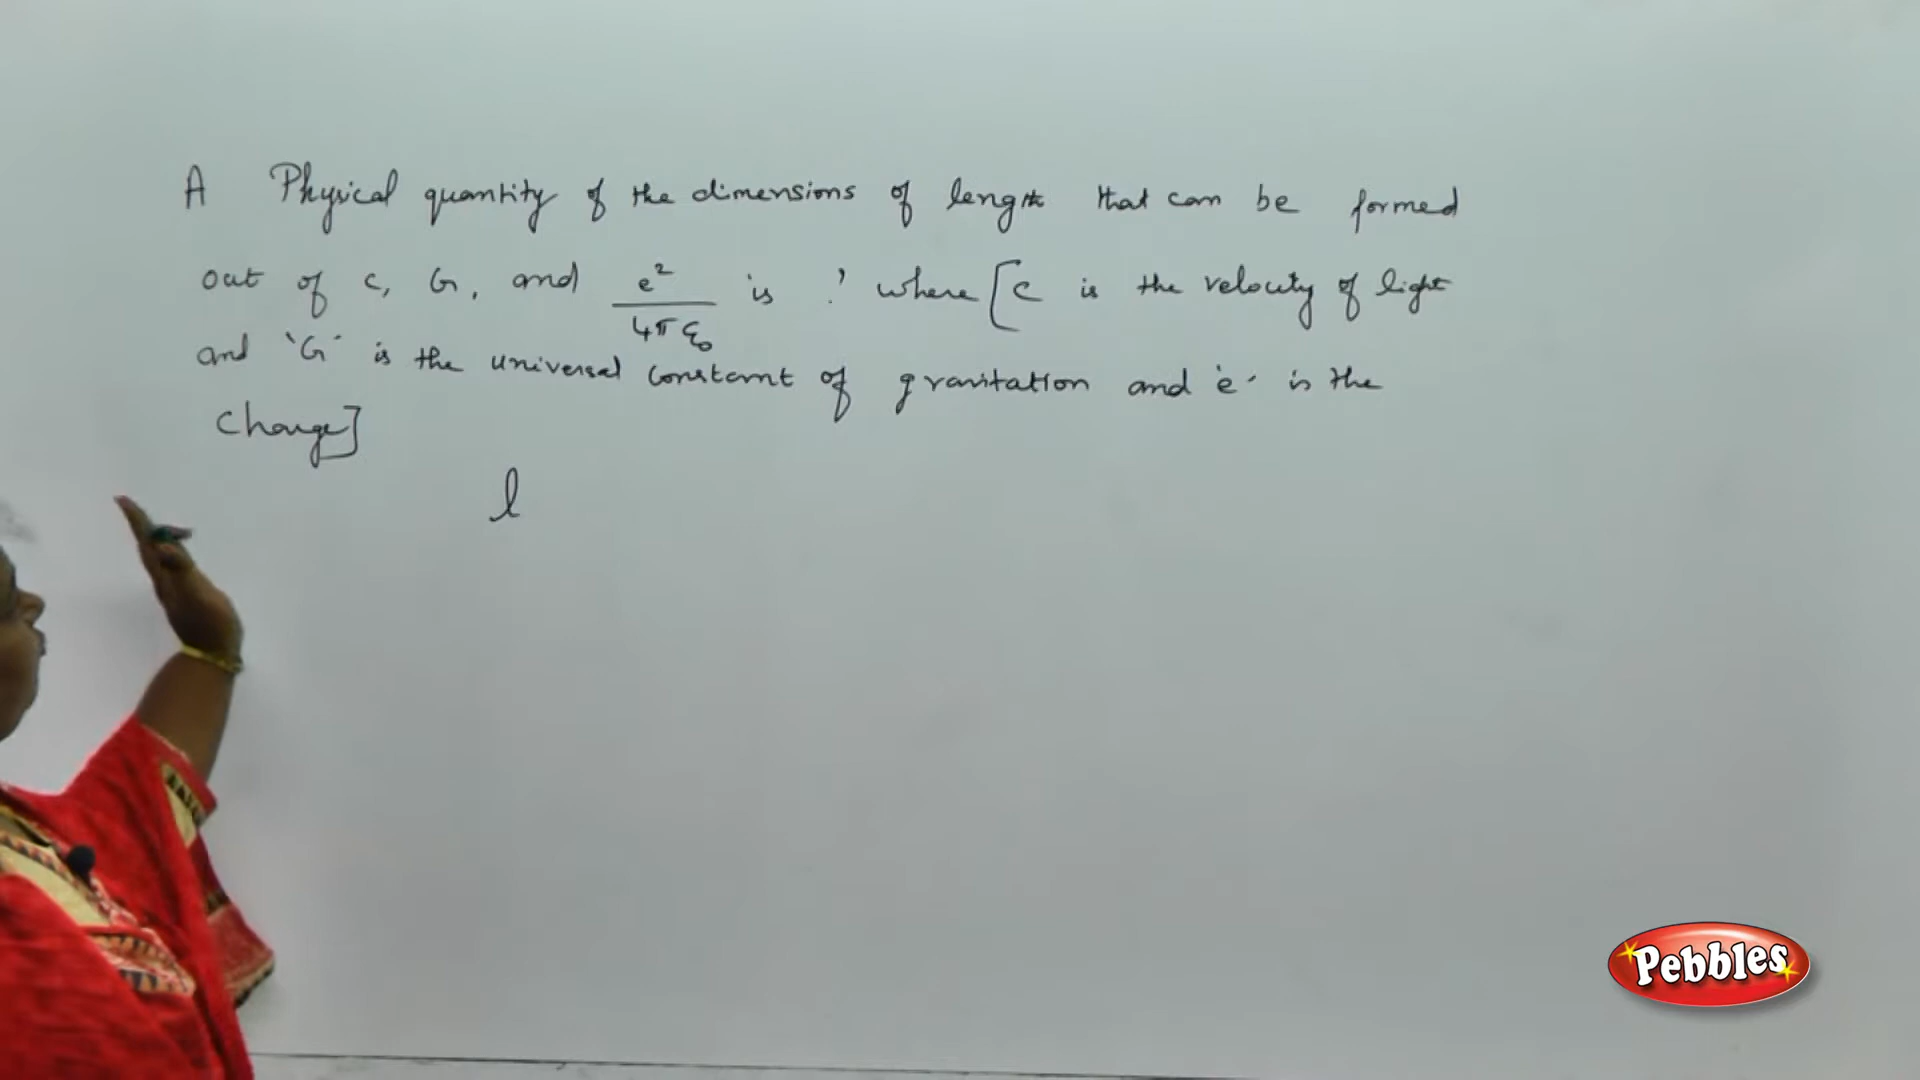 A Physical quantity of the dimensions of length that can be formed
out of c, G, and e²/4πε₀ is ? where [c is the velocity of light
and 'G' is the universal constant of gravitation and 'e' is the
charge]
l
Pebbles